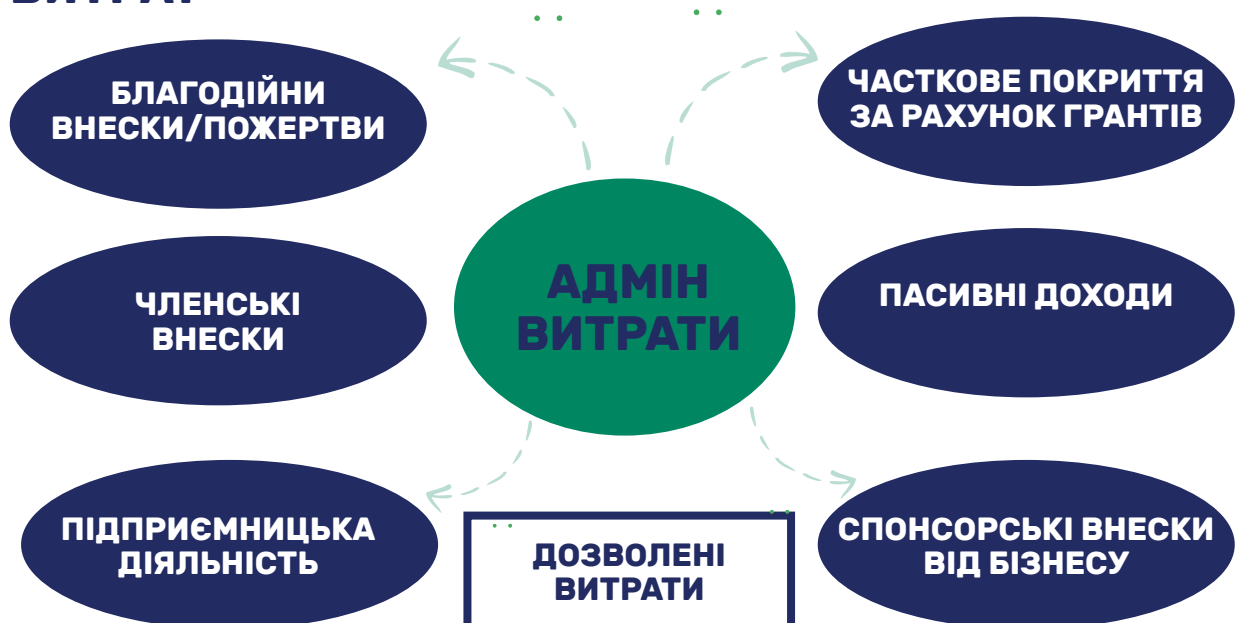 БЛАГОДІЙНИ
ВНЕСКИ/ПОЖЕРТВИ
ЧАСТКОВЕ ПОКРИТТЯ
ЗА РАХУНОК ГРАНТІВ
АДМІН
ВИТРАТИ
ЧЛЕНСЬКІ
ВНЕСКИ
ПАСИВНІ ДОХОДИ
ПІДПРИЄМНИЦЬКА
ДІЯЛЬНІСТЬ
ДОЗВОЛЕНІ
ВИТРАТИ
СПОНСОРСЬКІ ВНЕСКИ
ВІД БІЗНЕСУ